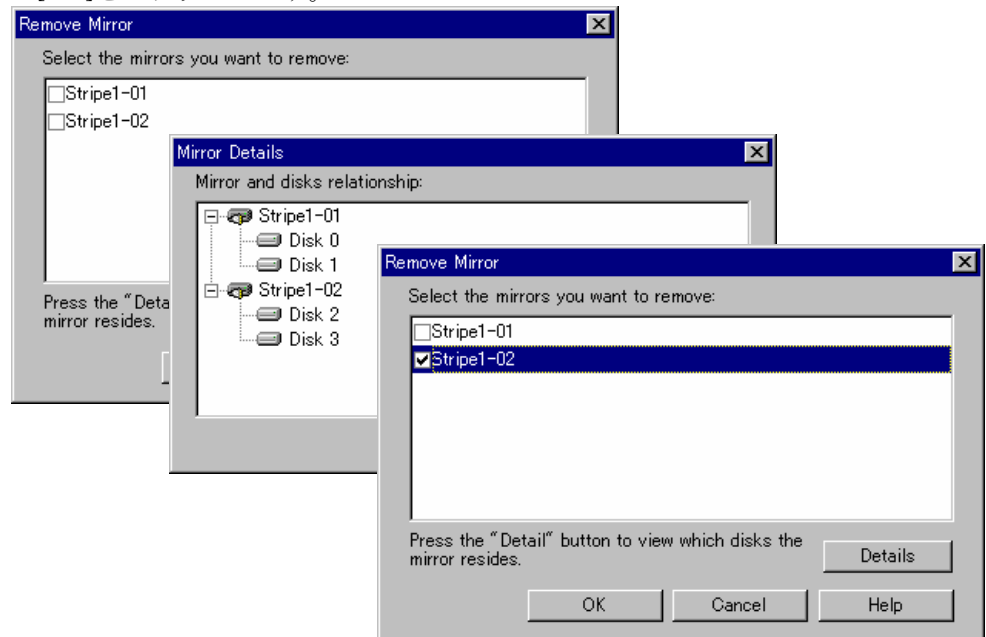 Remove Mirror
Select the mirrors you want to remove:
Stripe1-01
Stripe1-02
Press the "Deta
mirror resides.
Mirror Details
Mirror and disks relationship:
Stripe1-01
Disk 0
Disk 1
Stripe1-02
Disk 2
Disk 3
Remove Mirror
Select the mirrors you want to remove:
Stripe1-01
Stripe1-02
Press the "Detail" button to view which disks the
mirror resides.
Details
OK Cancel Help